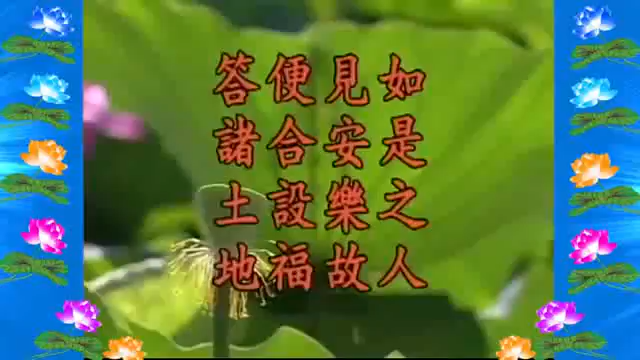 如是之人
見安樂故
便合設福
答諸土地